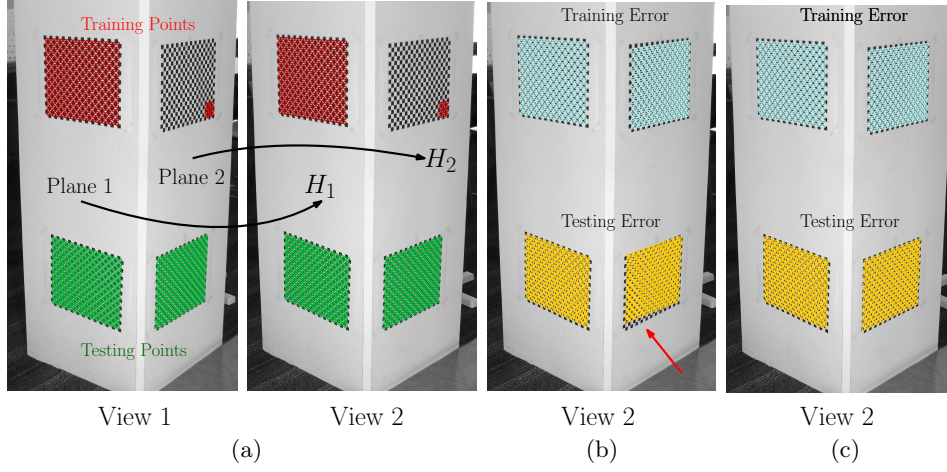 Training Points
Plane 1
Plane 2
H₁
H₂
Testing Points
Training Error
Testing Error
Training Error
Testing Error
View 1
View 2
View 2
View 2
(a)
(b)
(c)